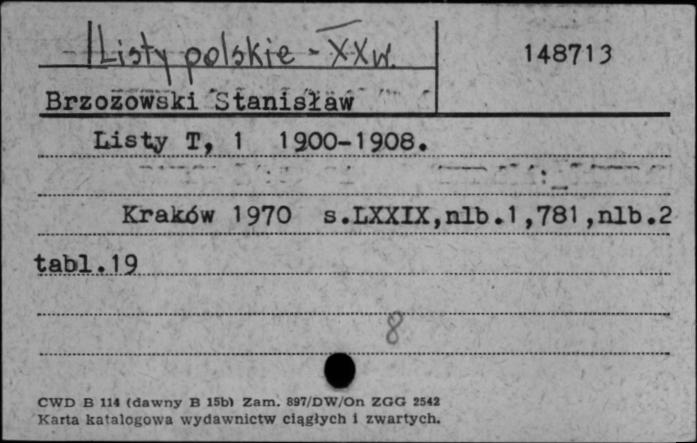 Listy polskie - XXw.
148713
Brzozowski Stanisław
Listy T, 1 1900-1908.
Kraków 1970 s.LXXIX,nlb.1,781,nlb.2
tabl.19
8
CWD B 114 (dawny B 15b) Zam. 897/DW/On ZGG 2542
Karta katalogowa wydawnictw ciągłych i zwartych.